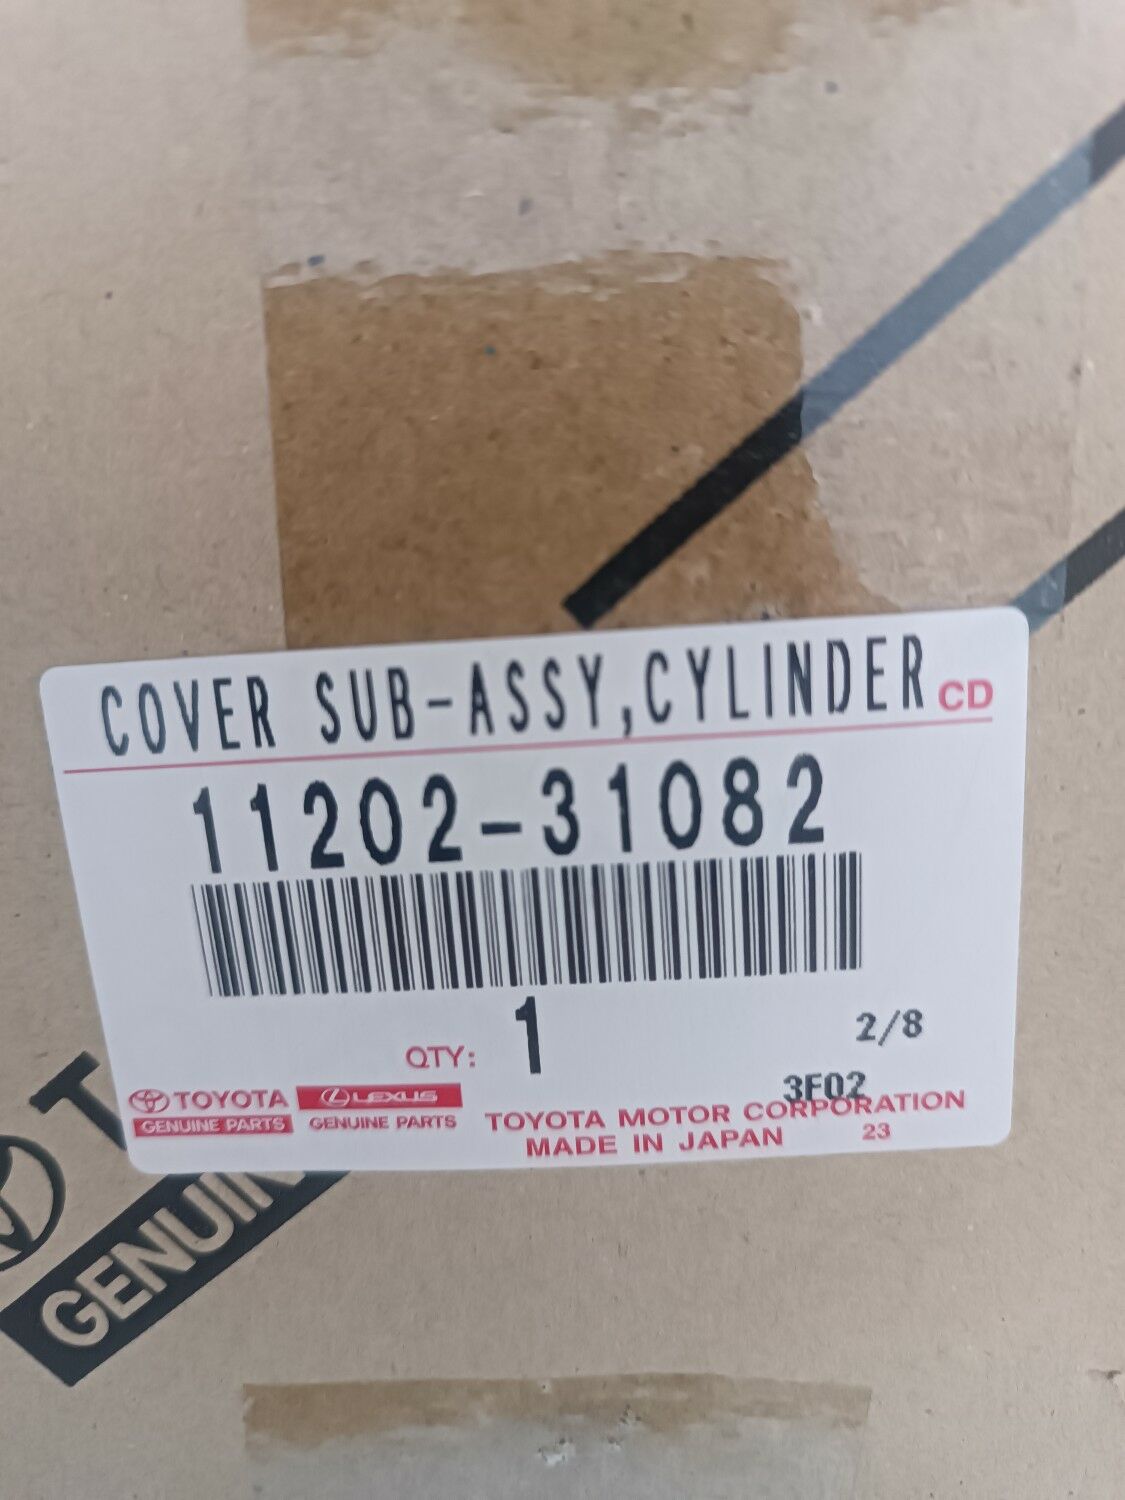 COVER SUB-ASSY,CYLINDER CD
11202-31082
QTY: 1
2/8
3F02
TOYOTA LEXUS
GENUINE PARTS GENUINE PARTS
TOYOTA MOTOR CORPORATION
MADE IN JAPAN 23
T
GENUIN